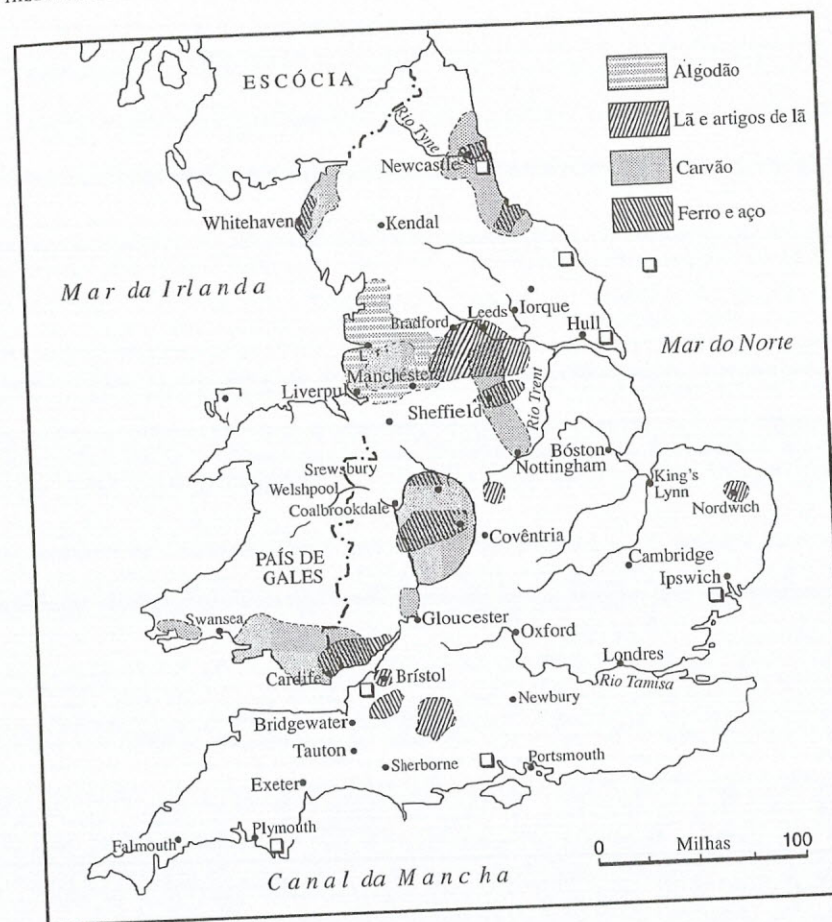 ESCÓCIA
Algodão
Lã e artigos de lã
Carvão
Ferro e aço
Rio Tyne
Newcastle
Whitehaven
Kendal
Mar da Irlanda
Bradford
Leeds
Iorque
Hull
Mar do Norte
Manchester
Liverpul
Sheffield
Rio Trent
Bóston
Nottingham
King's
Lynn
Nordwich
Srewsbury
Welshpool
Coalbrookdale
Covêntria
PAÍS DE
GALES
Cambridge
Ipswich
Swansea
Gloucester
Oxford
Londres
Rio Tamisa
Cardife
Brístol
Newbury
Bridgewater
Tauton
Sherborne
Portsmouth
Exeter
Plymouth
Falmouth
0 Milhas 100
Canal da Mancha